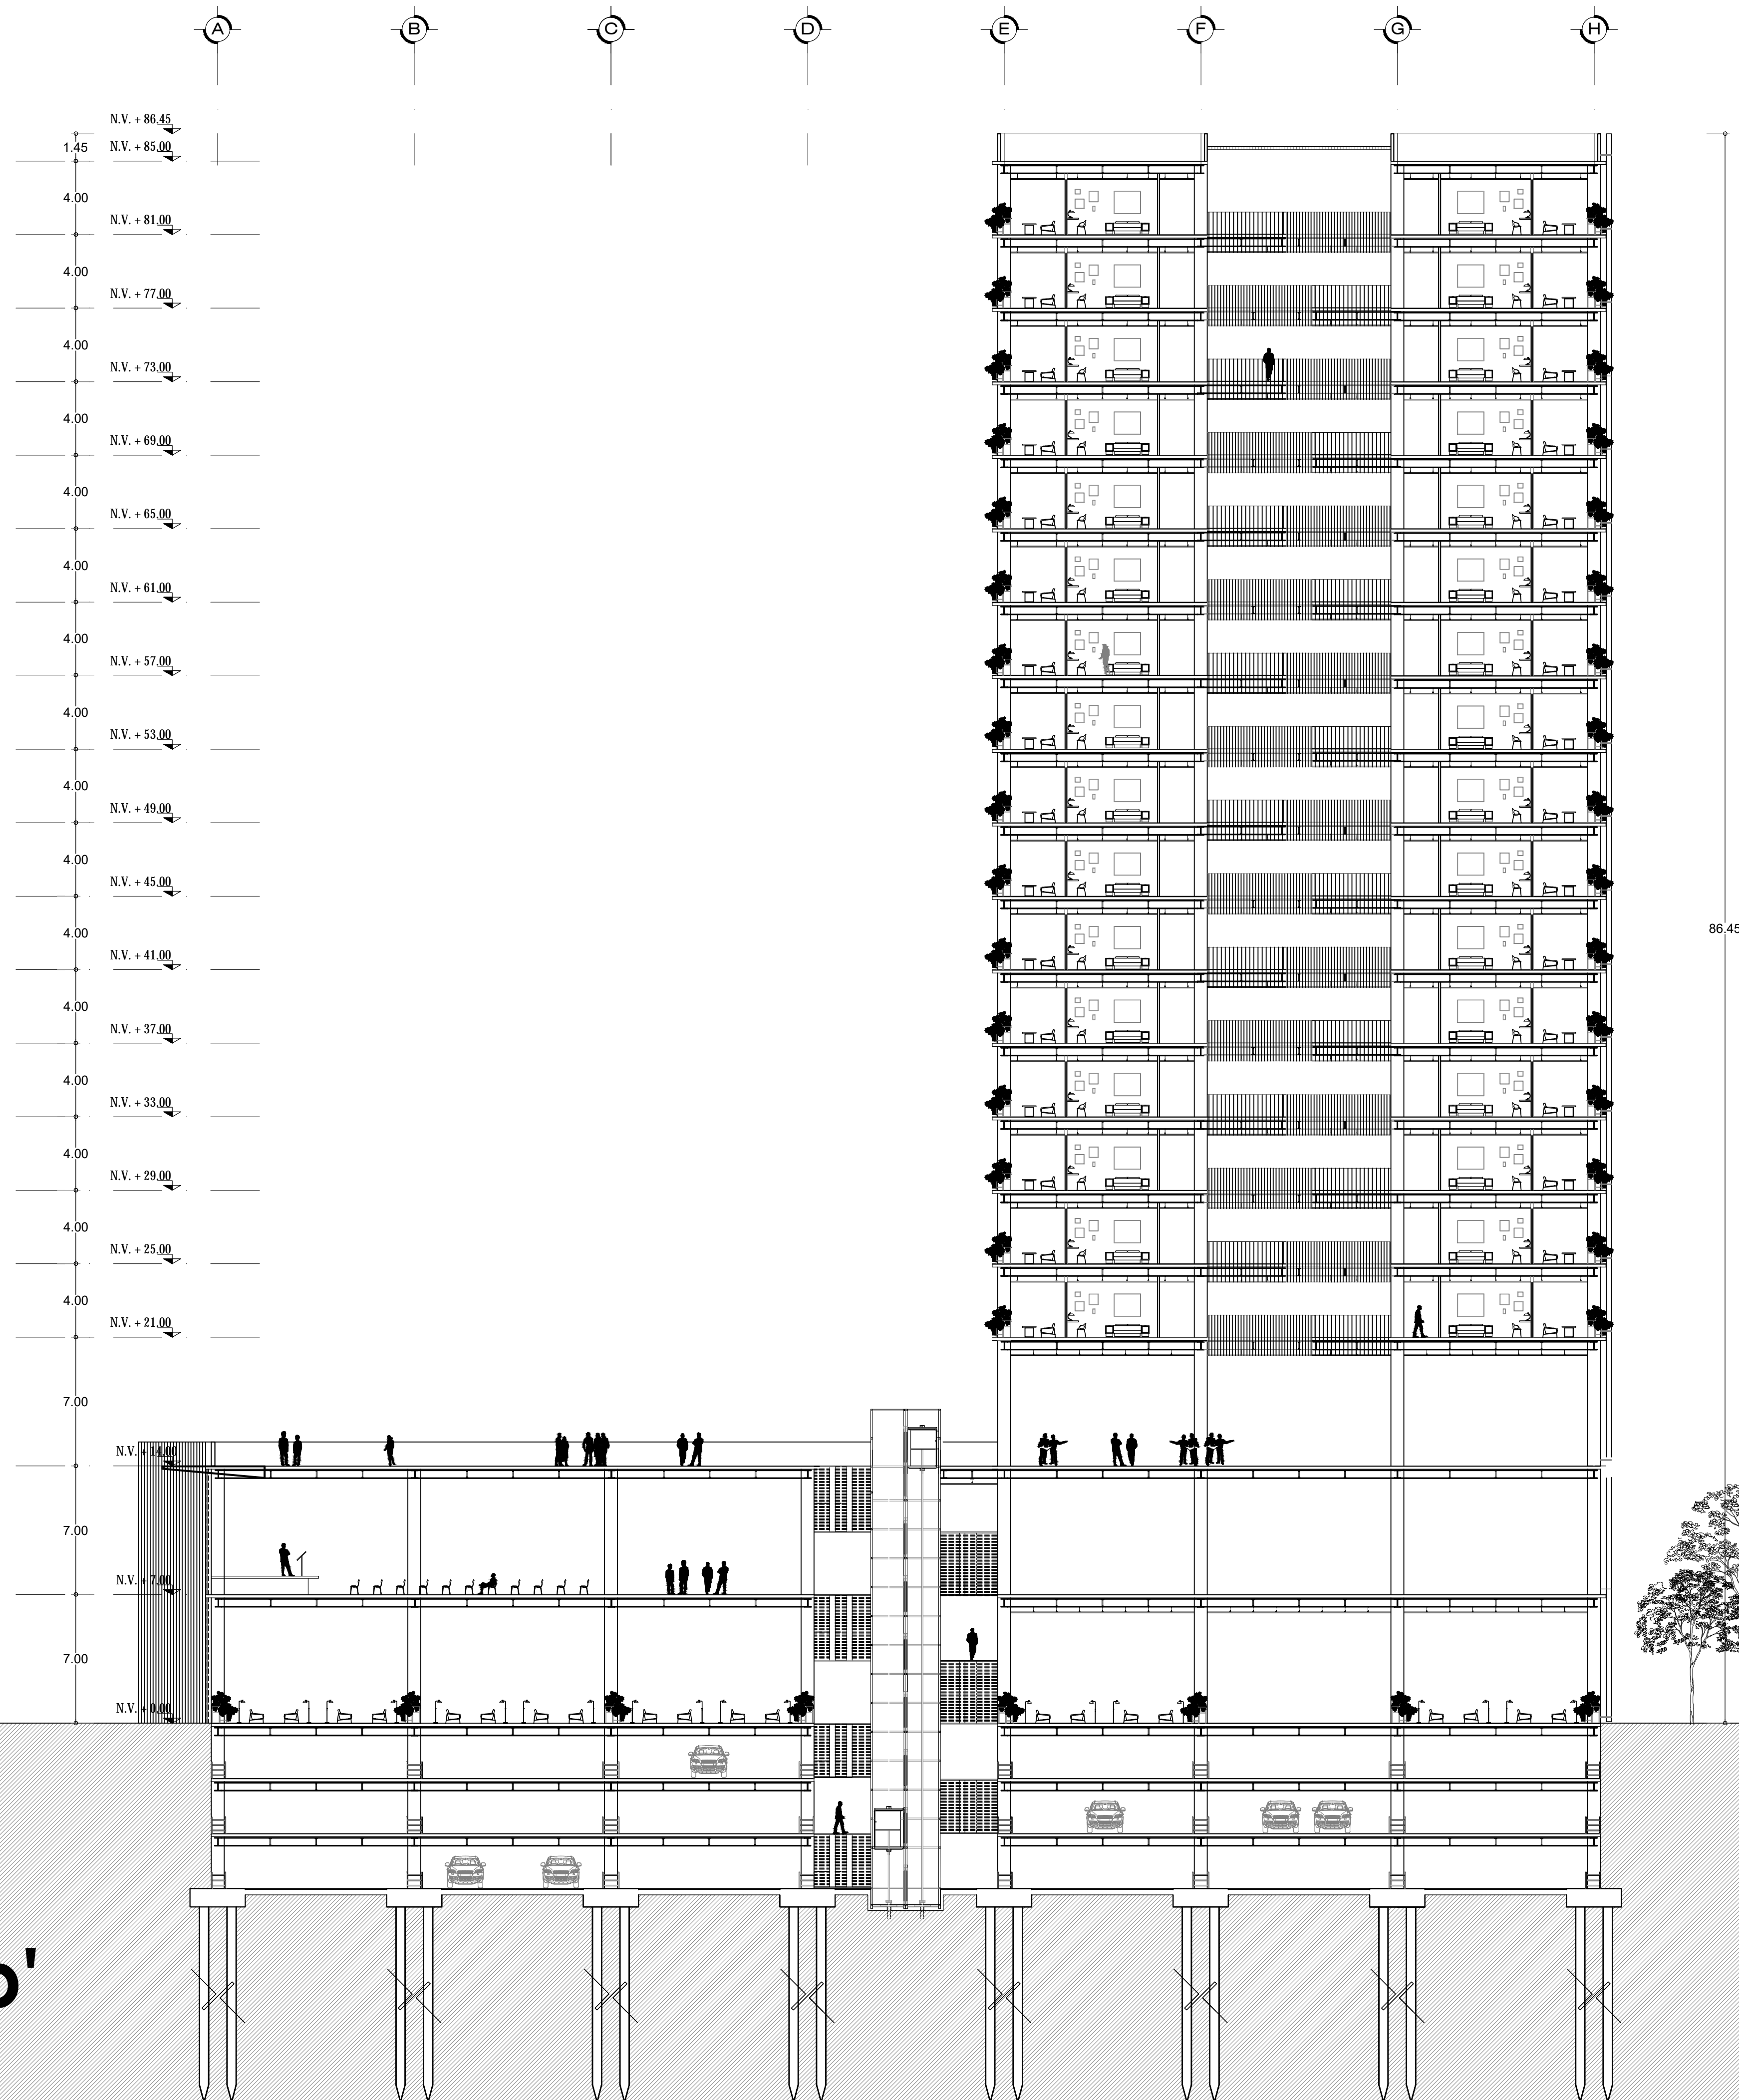 A B C D E F G H
N.V. + 86.45
1.45
N.V. + 85.00
4.00
N.V. + 81.00
4.00
N.V. + 77.00
4.00
N.V. + 73.00
4.00
N.V. + 69.00
4.00
N.V. + 65.00
4.00
N.V. + 61.00
4.00
N.V. + 57.00
4.00
N.V. + 53.00
4.00
N.V. + 49.00
4.00
N.V. + 45.00
4.00
86.45
N.V. + 41.00
4.00
N.V. + 37.00
4.00
N.V. + 33.00
4.00
N.V. + 29.00
4.00
N.V. + 25.00
4.00
N.V. + 21.00
7.00
N.V. + 14.00
7.00
N.V. + 7.00
7.00
N.V. + 0.00